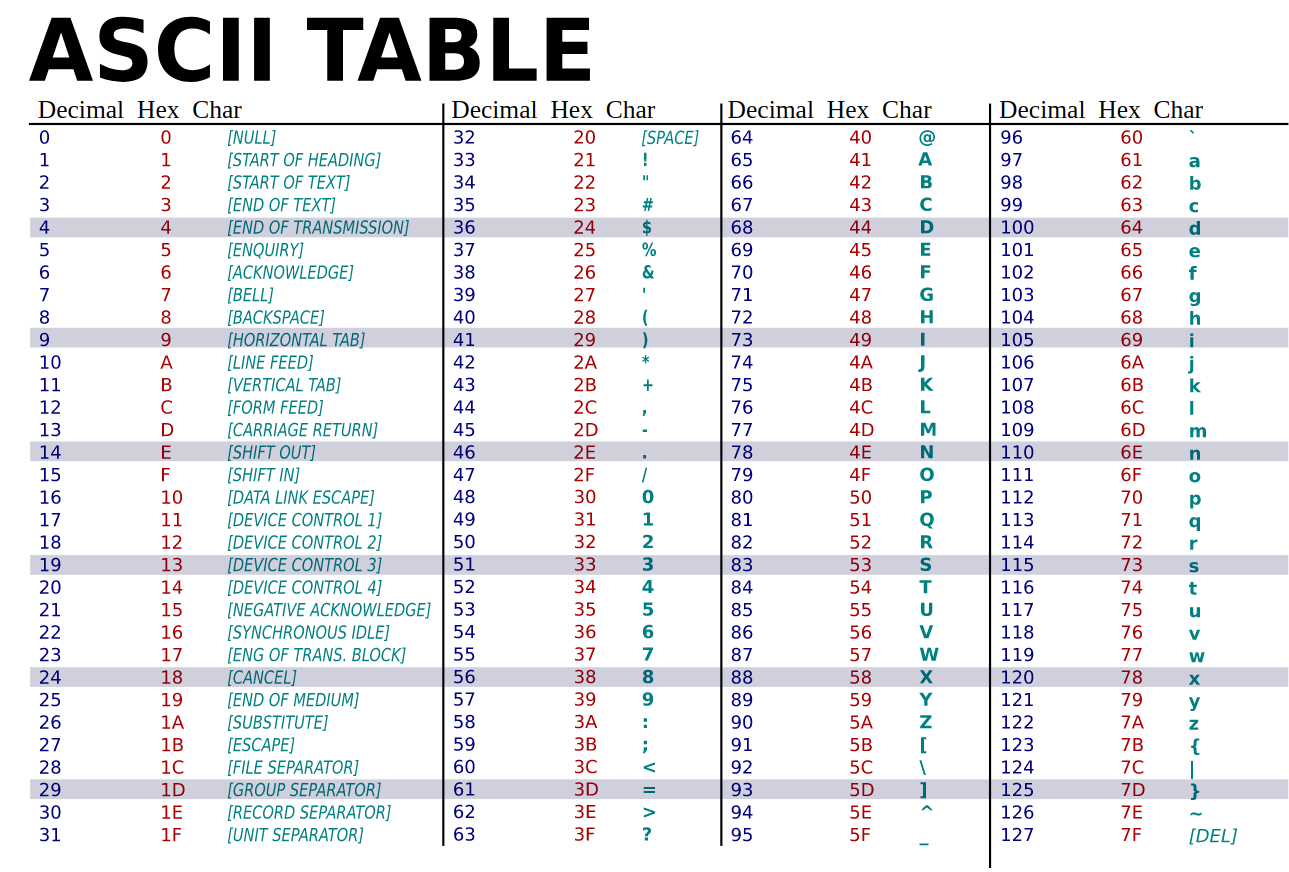 ASCII TABLE
Decimal Hex Char Decimal Hex Char Decimal Hex Char Decimal Hex Char
0 0 [NULL] 32 20 [SPACE] 64 40 @ 96 60 `
1 1 [START OF HEADING] 33 21 ! 65 41 A 97 61 a
2 2 [START OF TEXT] 34 22 " 66 42 B 98 62 b
3 3 [END OF TEXT] 35 23 # 67 43 C 99 63 c
4 4 [END OF TRANSMISSION] 36 24 $ 68 44 D 100 64 d
5 5 [ENQUIRY] 37 25 % 69 45 E 101 65 e
6 6 [ACKNOWLEDGE] 38 26 & 70 46 F 102 66 f
7 7 [BELL] 39 27 ' 71 47 G 103 67 g
8 8 [BACKSPACE] 40 28 ( 72 48 H 104 68 h
9 9 [HORIZONTAL TAB] 41 29 ) 73 49 I 105 69 i
10 A [LINE FEED] 42 2A * 74 4A J 106 6A j
11 B [VERTICAL TAB] 43 2B + 75 4B K 107 6B k
12 C [FORM FEED] 44 2C , 76 4C L 108 6C l
13 D [CARRIAGE RETURN] 45 2D - 77 4D M 109 6D m
14 E [SHIFT OUT] 46 2E . 78 4E N 110 6E n
15 F [SHIFT IN] 47 2F / 79 4F O 111 6F o
16 10 [DATA LINK ESCAPE] 48 30 0 80 50 P 112 70 p
17 11 [DEVICE CONTROL 1] 49 31 1 81 51 Q 113 71 q
18 12 [DEVICE CONTROL 2] 50 32 2 82 52 R 114 72 r
19 13 [DEVICE CONTROL 3] 51 33 3 83 53 S 115 73 s
20 14 [DEVICE CONTROL 4] 52 34 4 84 54 T 116 74 t
21 15 [NEGATIVE ACKNOWLEDGE] 53 35 5 85 55 U 117 75 u
22 16 [SYNCHRONOUS IDLE] 54 36 6 86 56 V 118 76 v
23 17 [ENG OF TRANS. BLOCK] 55 37 7 87 57 W 119 77 w
24 18 [CANCEL] 56 38 8 88 58 X 120 78 x
25 19 [END OF MEDIUM] 57 39 9 89 59 Y 121 79 y
26 1A [SUBSTITUTE] 58 3A : 90 5A Z 122 7A z
27 1B [ESCAPE] 59 3B ; 91 5B [ 123 7B {
28 1C [FILE SEPARATOR] 60 3C < 92 5C \ 124 7C |
29 1D [GROUP SEPARATOR] 61 3D = 93 5D ] 125 7D }
30 1E [RECORD SEPARATOR] 62 3E > 94 5E ^ 126 7E ~
31 1F [UNIT SEPARATOR] 63 3F ? 95 5F _ 127 7F [DEL]